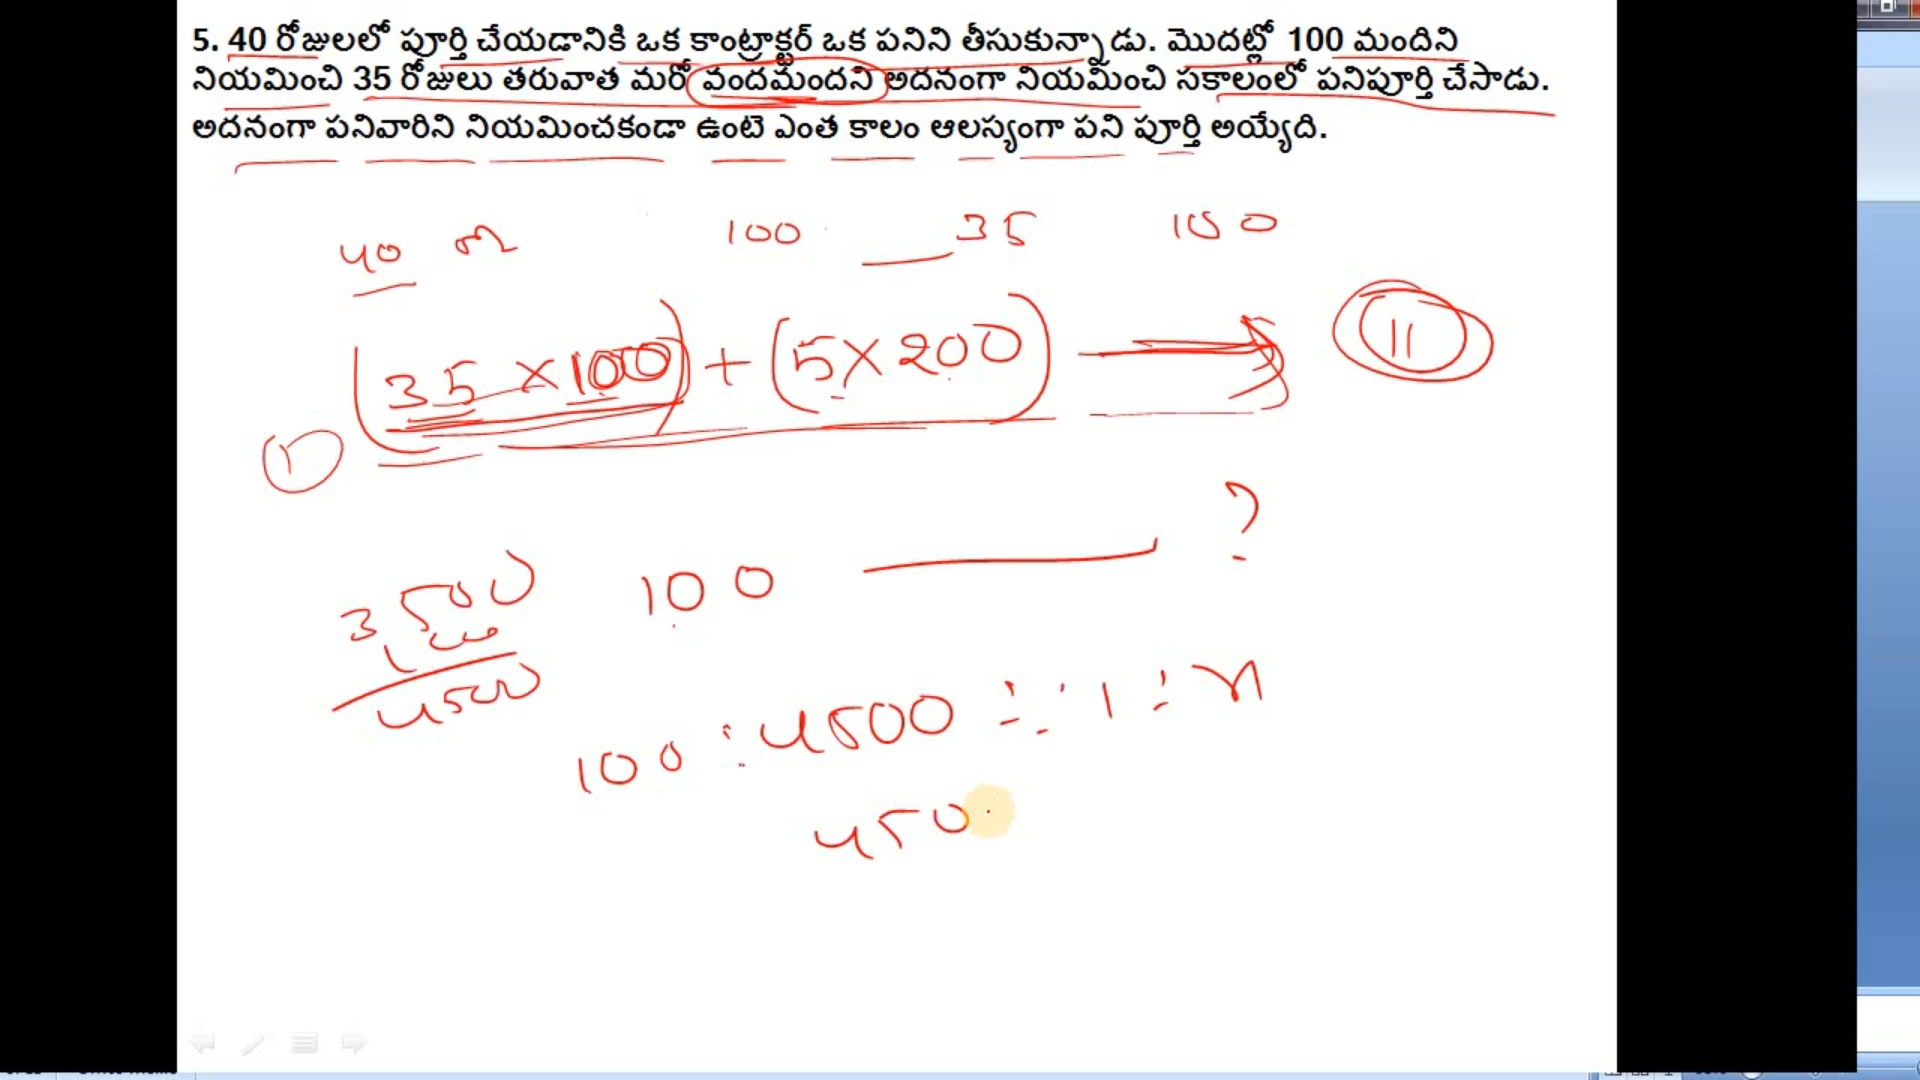 5. 40 రోజులలో పూర్తి చేయడానికి ఒక కాంట్రాక్టర్ ఒక పనిని తీసుకున్నాడు. మొదట్లో 100 మందిని
నియమించి 35 రోజులు తరువాత మరో వందమందని అదనంగా నియమించి సకాలంలో పనిపూర్తి చేసాడు.
అదనంగా పనివారిని నియమించకండా ఉంటె ఎంత కాలం ఆలస్యంగా పని పూర్తి అయ్యేది.
40 100 35 100
(35 × 100) + (5 × 200)
3500 100 ?
4500
100 : 4500 :: 1 : x
450